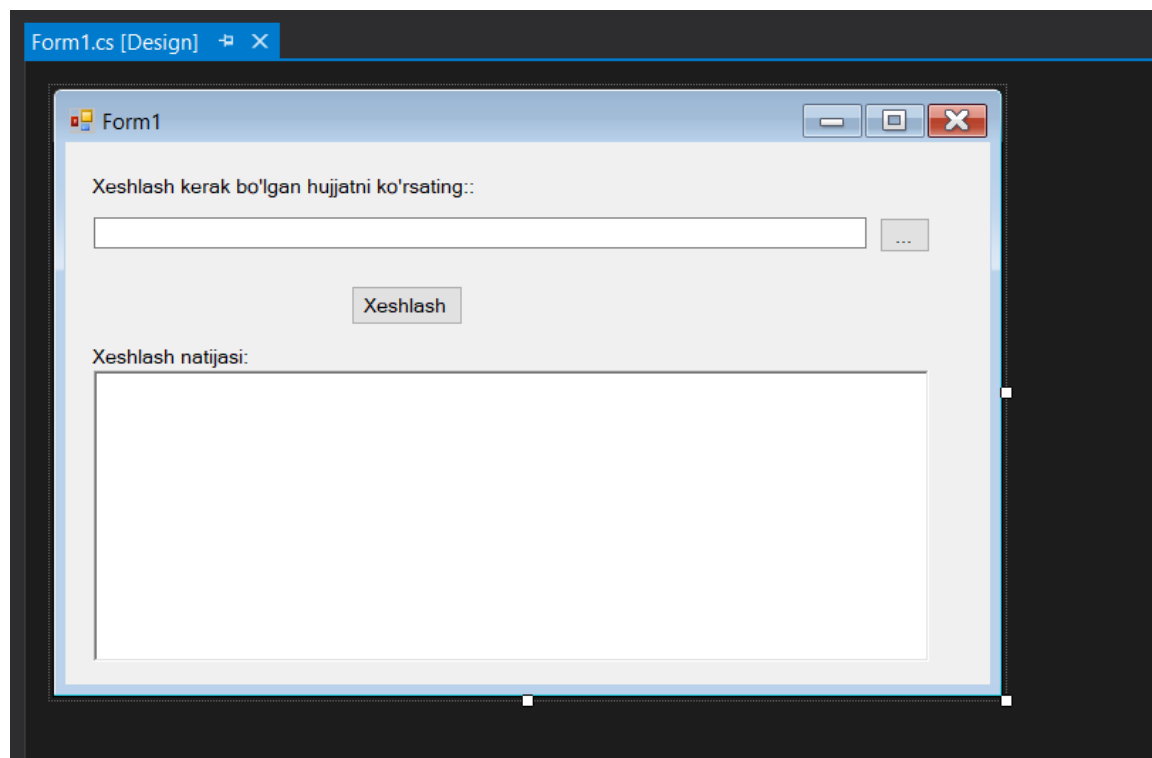 Form1.cs [Design]
Form1
Xeshlash kerak bo'lgan hujjatni ko'rsating::
...
Xeshlash
Xeshlash natijasi: